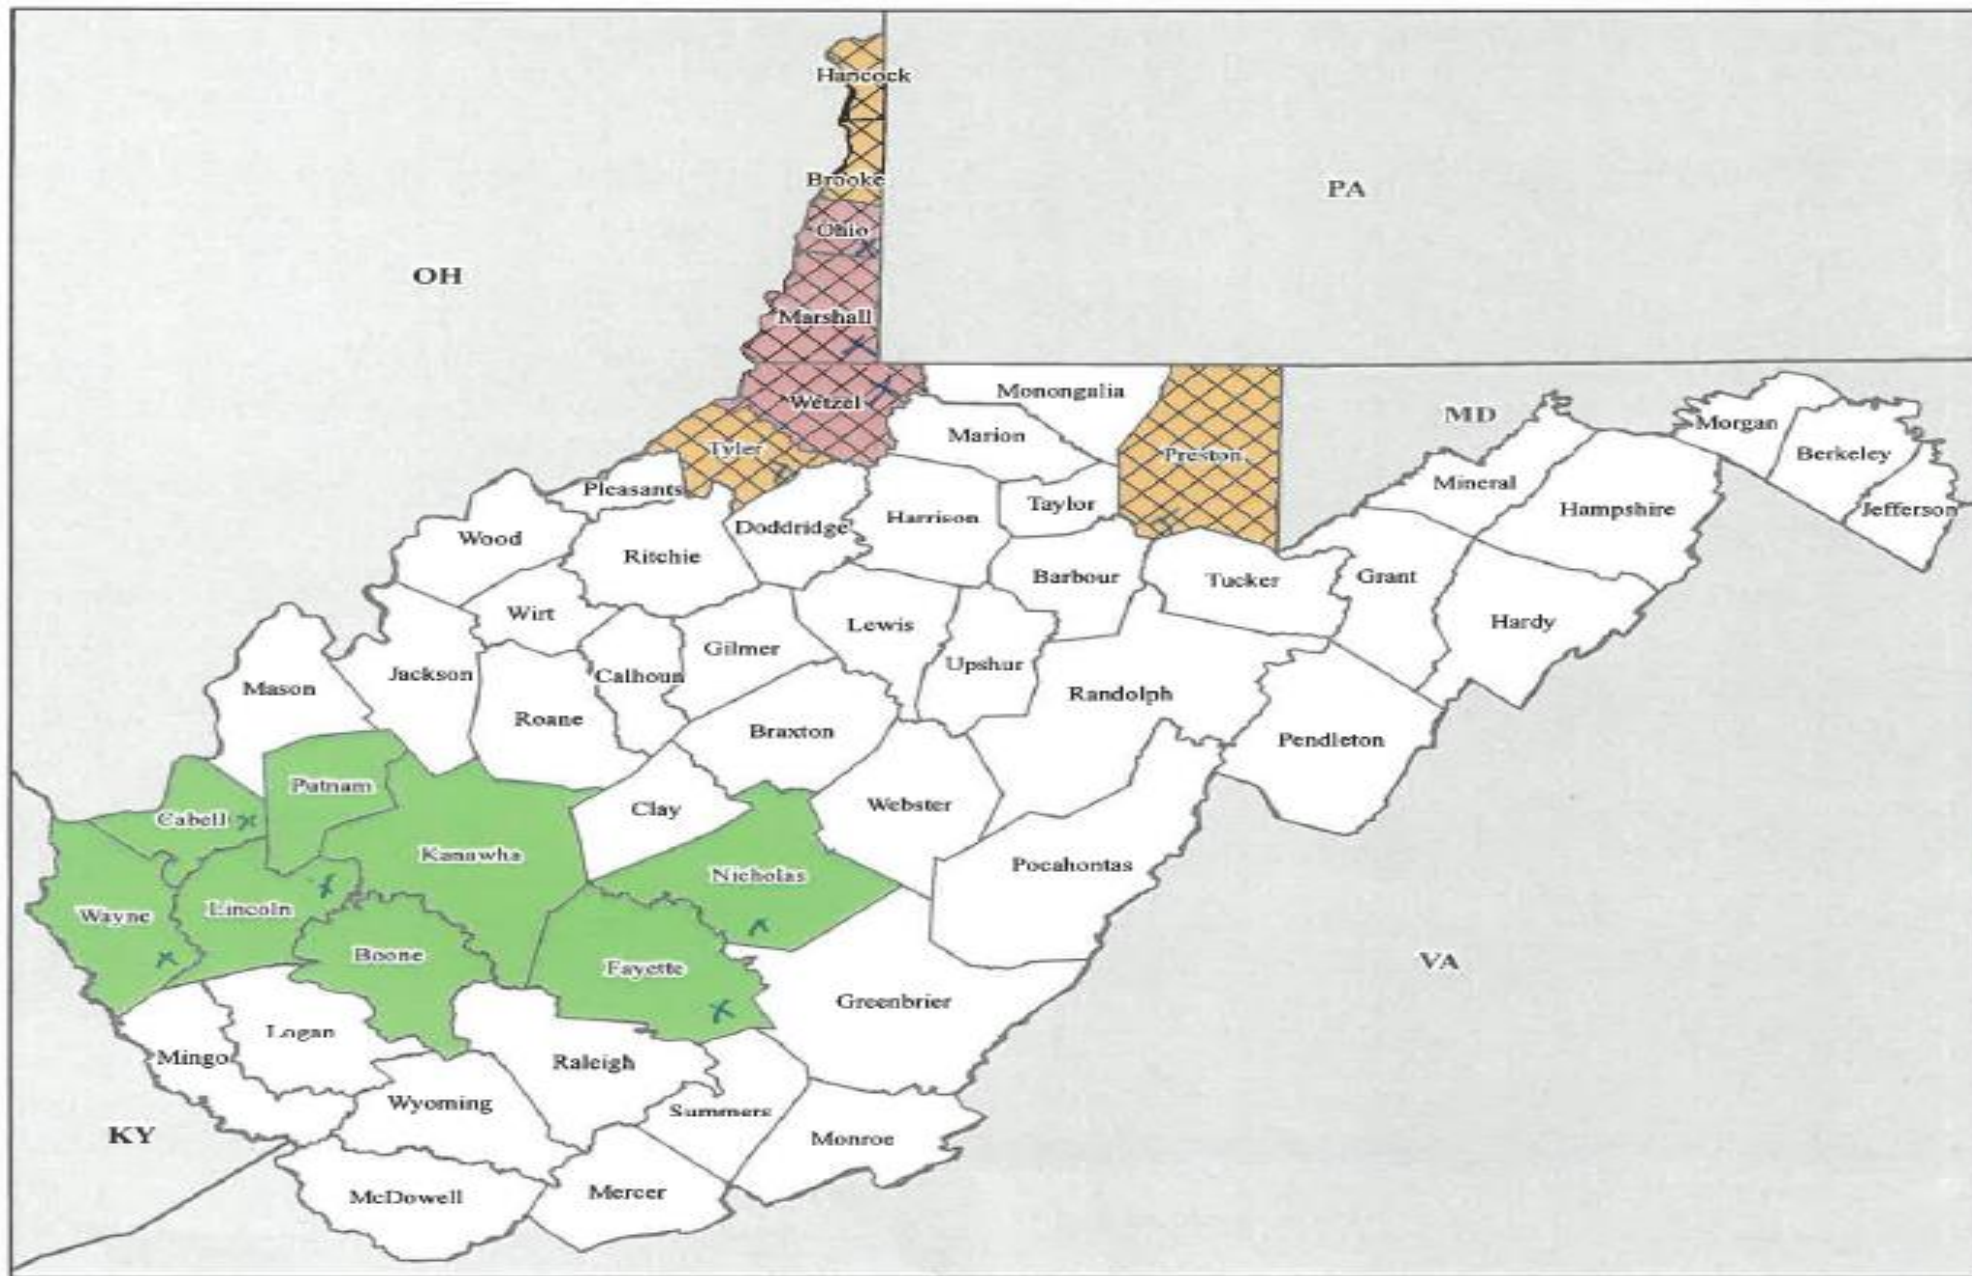 Hancock
PA
Brooke
Ohio
OH
Marshall
Wetzel
Monongalia
MD
Morgan
Marion
Tyler
Preston
Berkeley
Mineral
Pleasants
Taylor
Hampshire
Jefferson
Harrison
Doddridge
Wood
Ritchie
Barbour
Tucker
Grant
Wirt
Lewis
Hardy
Gilmer
Upshur
Jackson
Calhoun
Mason
Randolph
Roane
Braxton
Pendleton
Putnam
Clay
Webster
Cabell
X
Kanawha
Pocahontas
Nicholas
Lincoln
Wayne
Boone
VA
Fayette
Greenbrier
Logan
Mingo
Raleigh
Wyoming
Summers
KY
Monroe
Mercer
McDowell